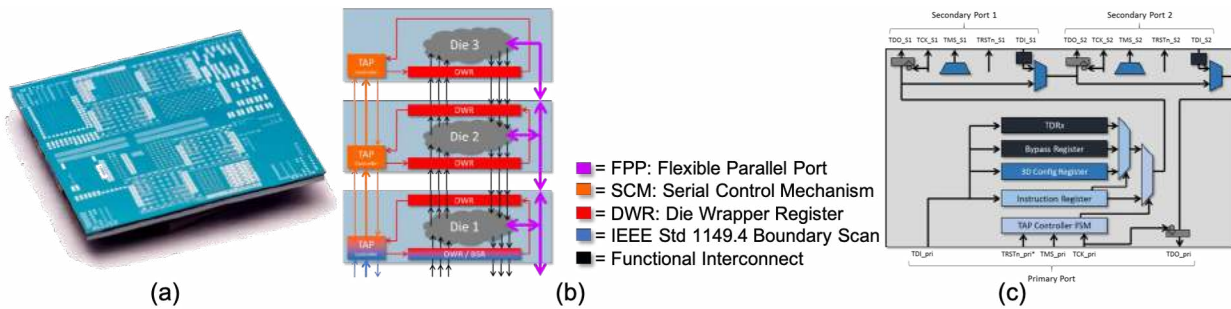 Die 3
TAP
DWR
DWR
Die 2
TAP
DWR
DWR
Die 1
TAP
DWR / BSR
= FPP: Flexible Parallel Port
= SCM: Serial Control Mechanism
= DWR: Die Wrapper Register
= IEEE Std 1149.4 Boundary Scan
= Functional Interconnect
Secondary Port 1
Secondary Port 2
TDO_S1 TCK_S1 TMS_S1 TRSTn_S1 TDI_S1 TDO_S2 TCK_S2 TMS_S2 TRSTn_S2 TDI_S2
TDRx
Bypass Register
3D Config Register
Instruction Register
TAP Controller FSM
TDI_pri TRSTn_pri* TMS_pri TCK_pri TDO_pri
Primary Port
(a) (b) (c)